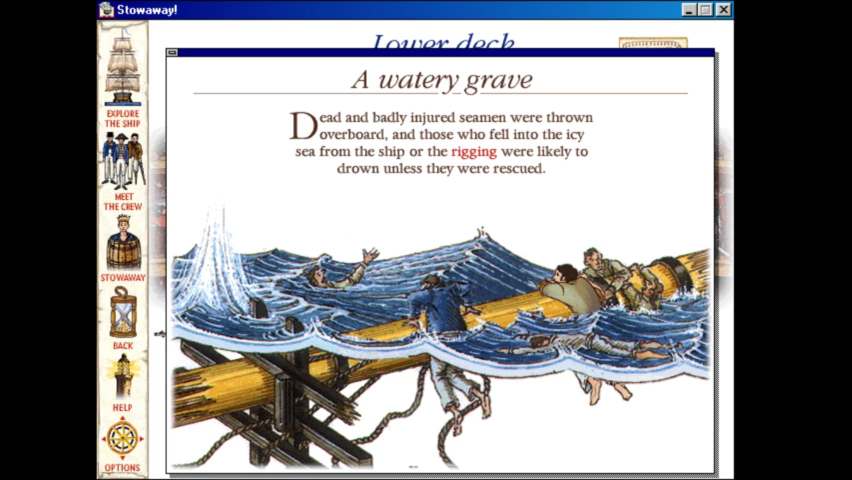 Stowaway!
Lower deck
A watery grave
Dead and badly injured seamen were thrown
overboard, and those who fell into the icy
sea from the ship or the rigging were likely to
drown unless they were rescued.
EXPLORE
THE SHIP
MEET
THE CREW
STOWAWAY
BACK
HELP
OPTIONS